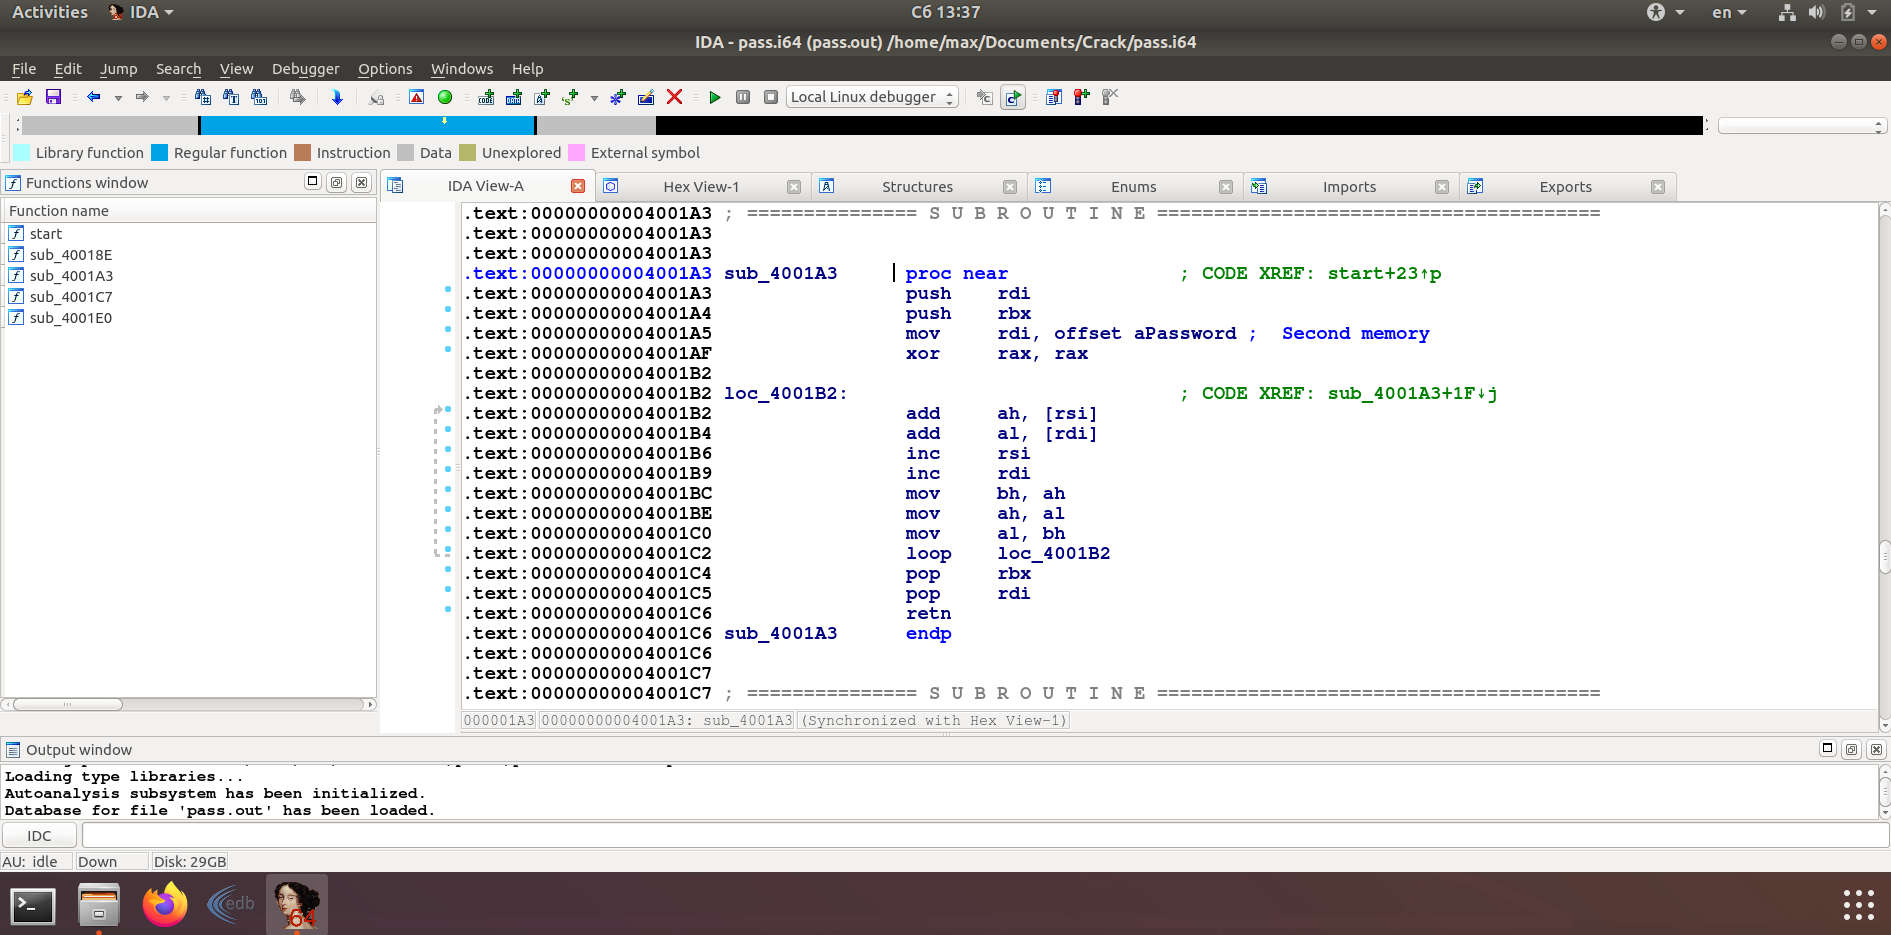 Activities IDA Сб 13:37 en
IDA - pass.i64 (pass.out) /home/max/Documents/Crack/pass.i64
File Edit Jump Search View Debugger Options Windows Help
Local Linux debugger
Library function Regular function Instruction Data Unexplored External symbol
Functions window
Function name
start
sub_40018E
sub_4001A3
sub_4001C7
sub_4001E0
IDA View-A Hex View-1 Structures Enums Imports Exports
.text:00000000004001A3 ; =============== S U B R O U T I N E =======================================
.text:00000000004001A3
.text:00000000004001A3
.text:00000000004001A3 sub_4001A3 proc near ; CODE XREF: start+23↑p
.text:00000000004001A3 push rdi
.text:00000000004001A4 push rbx
.text:00000000004001A5 mov rdi, offset aPassword ; Second memory
.text:00000000004001AF xor rax, rax
.text:00000000004001B2
.text:00000000004001B2 loc_4001B2: ; CODE XREF: sub_4001A3+1F↓j
.text:00000000004001B2 add ah, [rsi]
.text:00000000004001B4 add al, [rdi]
.text:00000000004001B6 inc rsi
.text:00000000004001B9 inc rdi
.text:00000000004001BC mov bh, ah
.text:00000000004001BE mov ah, al
.text:00000000004001C0 mov al, bh
.text:00000000004001C2 loop loc_4001B2
.text:00000000004001C4 pop rbx
.text:00000000004001C5 pop rdi
.text:00000000004001C6 retn
.text:00000000004001C6 sub_4001A3 endp
.text:00000000004001C6
.text:00000000004001C7
.text:00000000004001C7 ; =============== S U B R O U T I N E =======================================
000001A3 00000000004001A3: sub_4001A3 (Synchronized with Hex View-1)
Output window
Loading type libraries...
Autoanalysis subsystem has been initialized.
Database for file 'pass.out' has been loaded.
IDC
AU: idle Down Disk: 29GB
edb
64